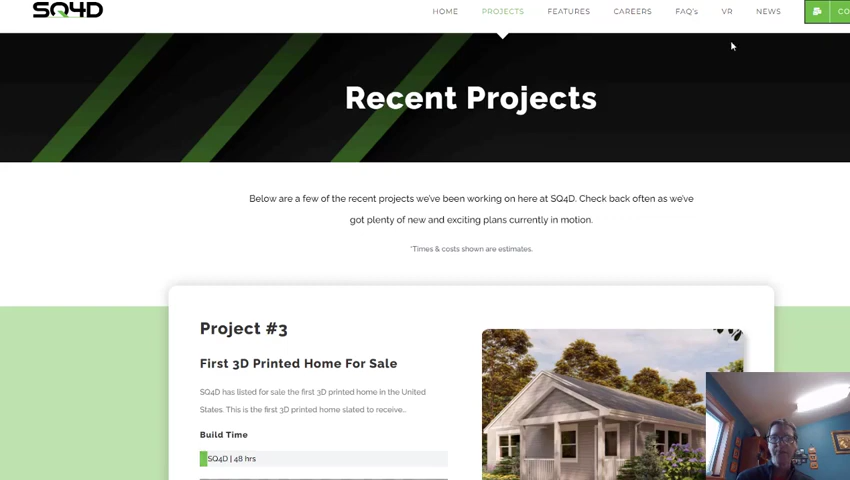 SQ4D
HOME PROJECTS FEATURES CAREERS FAQ's VR NEWS CO
Recent Projects
Below are a few of the recent projects we've been working on here at SQ4D. Check back often as we've
got plenty of new and exciting plans currently in motion.
*Times & costs shown are estimates.
Project #3
First 3D Printed Home For Sale
SQ4D has listed for sale the first 3D printed home in the United
States. This is the first 3D printed home slated to receive...
Build Time
SQ4D | 48 hrs